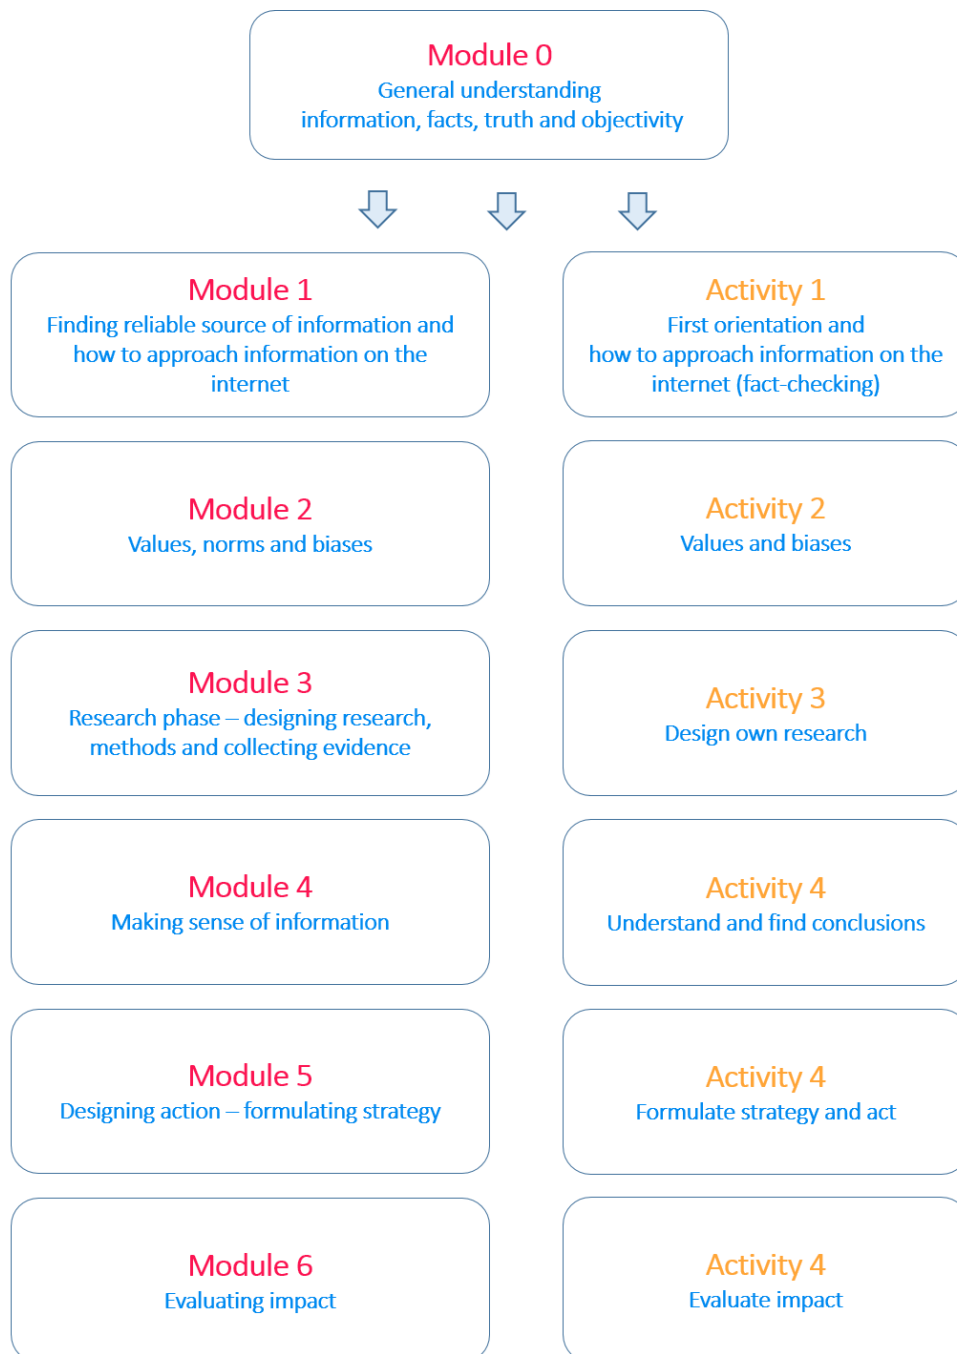 Module 0
General understanding
information, facts, truth and objectivity
Module 1
Finding reliable source of information and
how to approach information on the
internet
Activity 1
First orientation and
how to approach information on the
internet (fact-checking)
Module 2
Values, norms and biases
Activity 2
Values and biases
Module 3
Research phase – designing research,
methods and collecting evidence
Activity 3
Design own research
Module 4
Making sense of information
Activity 4
Understand and find conclusions
Module 5
Designing action – formulating strategy
Activity 4
Formulate strategy and act
Module 6
Evaluating impact
Activity 4
Evaluate impact